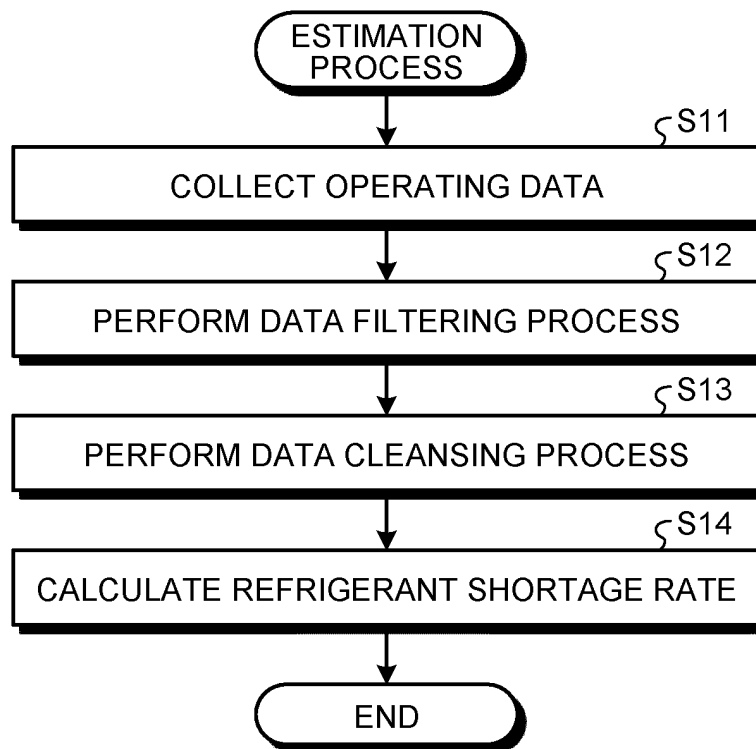 ESTIMATION
PROCESS
S11
COLLECT OPERATING DATA
S12
PERFORM DATA FILTERING PROCESS
S13
PERFORM DATA CLEANSING PROCESS
S14
CALCULATE REFRIGERANT SHORTAGE RATE
END